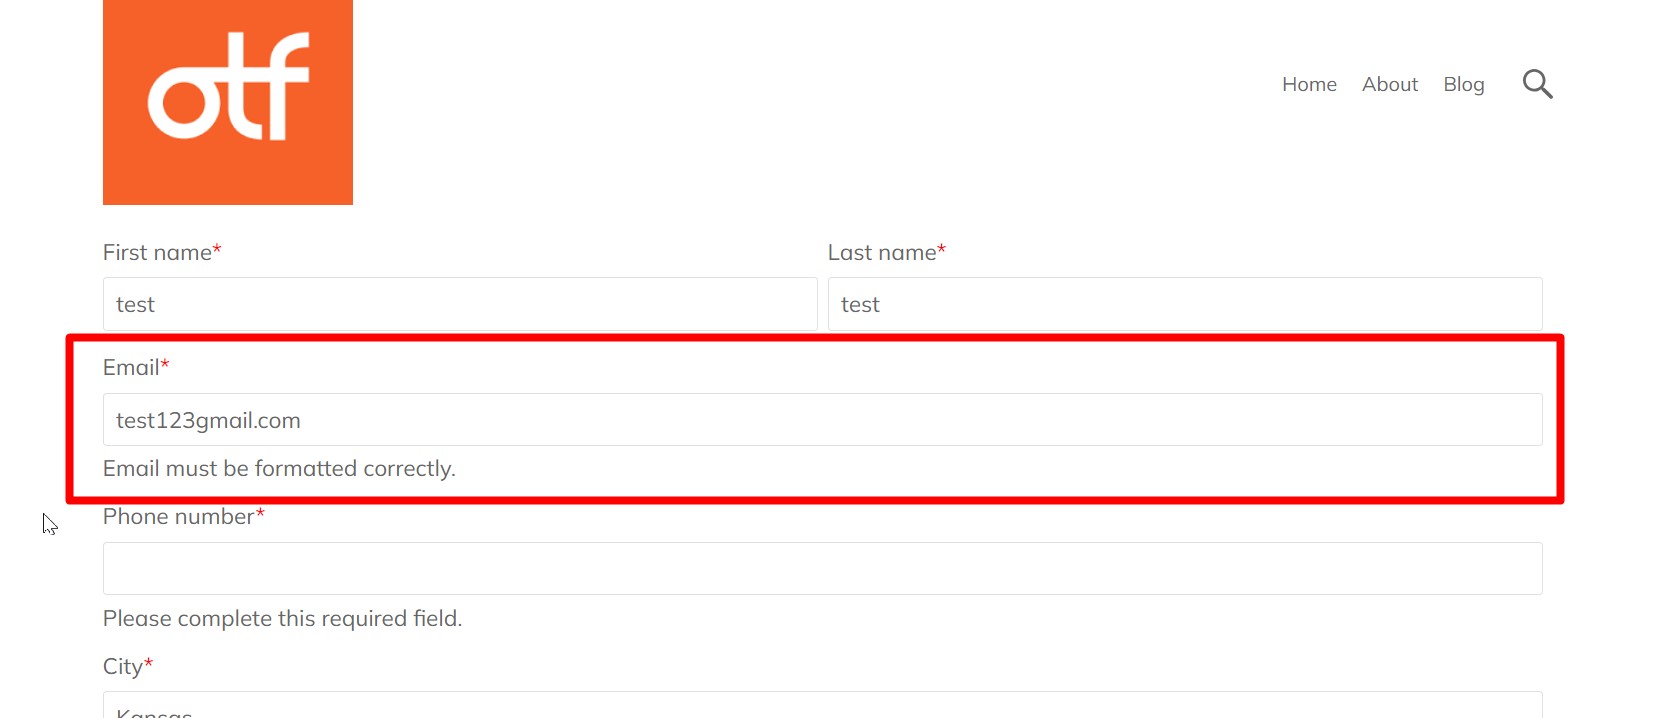 otf
Home About Blog
First name* Last name*
test test
Email*
test123gmail.com
Email must be formatted correctly.
Phone number*
Please complete this required field.
City*
Kansas